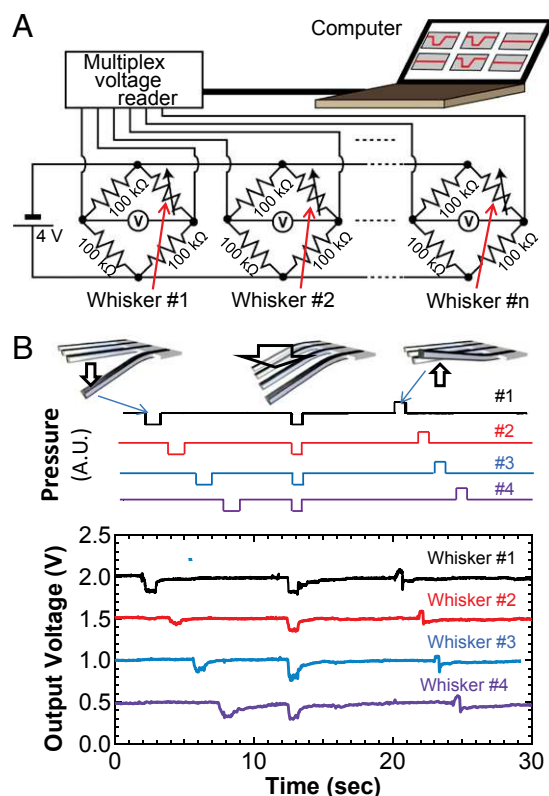 A
Computer
Multiplex
voltage
reader
4 V
100 kΩ
100 kΩ
100 kΩ
V
100 kΩ
100 kΩ
100 kΩ
V
100 kΩ
100 kΩ
100 kΩ
V
Whisker #1
Whisker #2
Whisker #n
B
Pressure
(A.U.)
#1
#2
#3
#4
Output Voltage (V)
2.5
2.0
1.5
1.0
0.5
0.0
Whisker #1
Whisker #2
Whisker #3
Whisker #4
0
10
20
30
Time (sec)